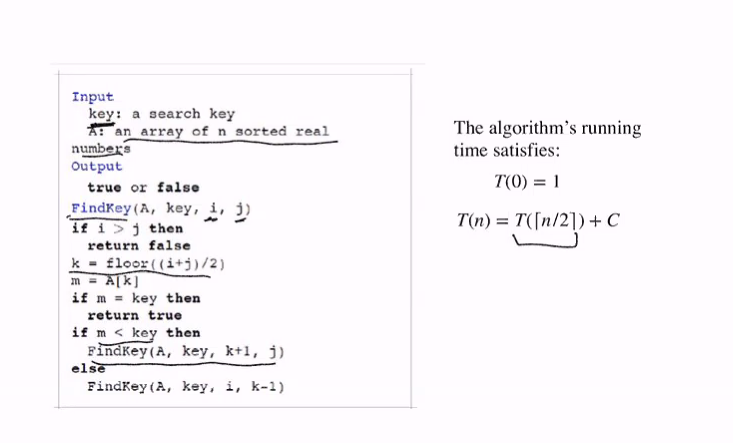 Input
key: a search key
A: an array of n sorted real
numbers
Output
true or false
FindKey(A, key, i, j)
if i > j then
return false
k = floor((i+j)/2)
m = A[k]
if m = key then
return true
if m < key then
FindKey(A, key, k+1, j)
else
FindKey(A, key, i, k-1)
The algorithm's running
time satisfies:
T(0) = 1
T(n) = T(⌈n/2⌉) + C